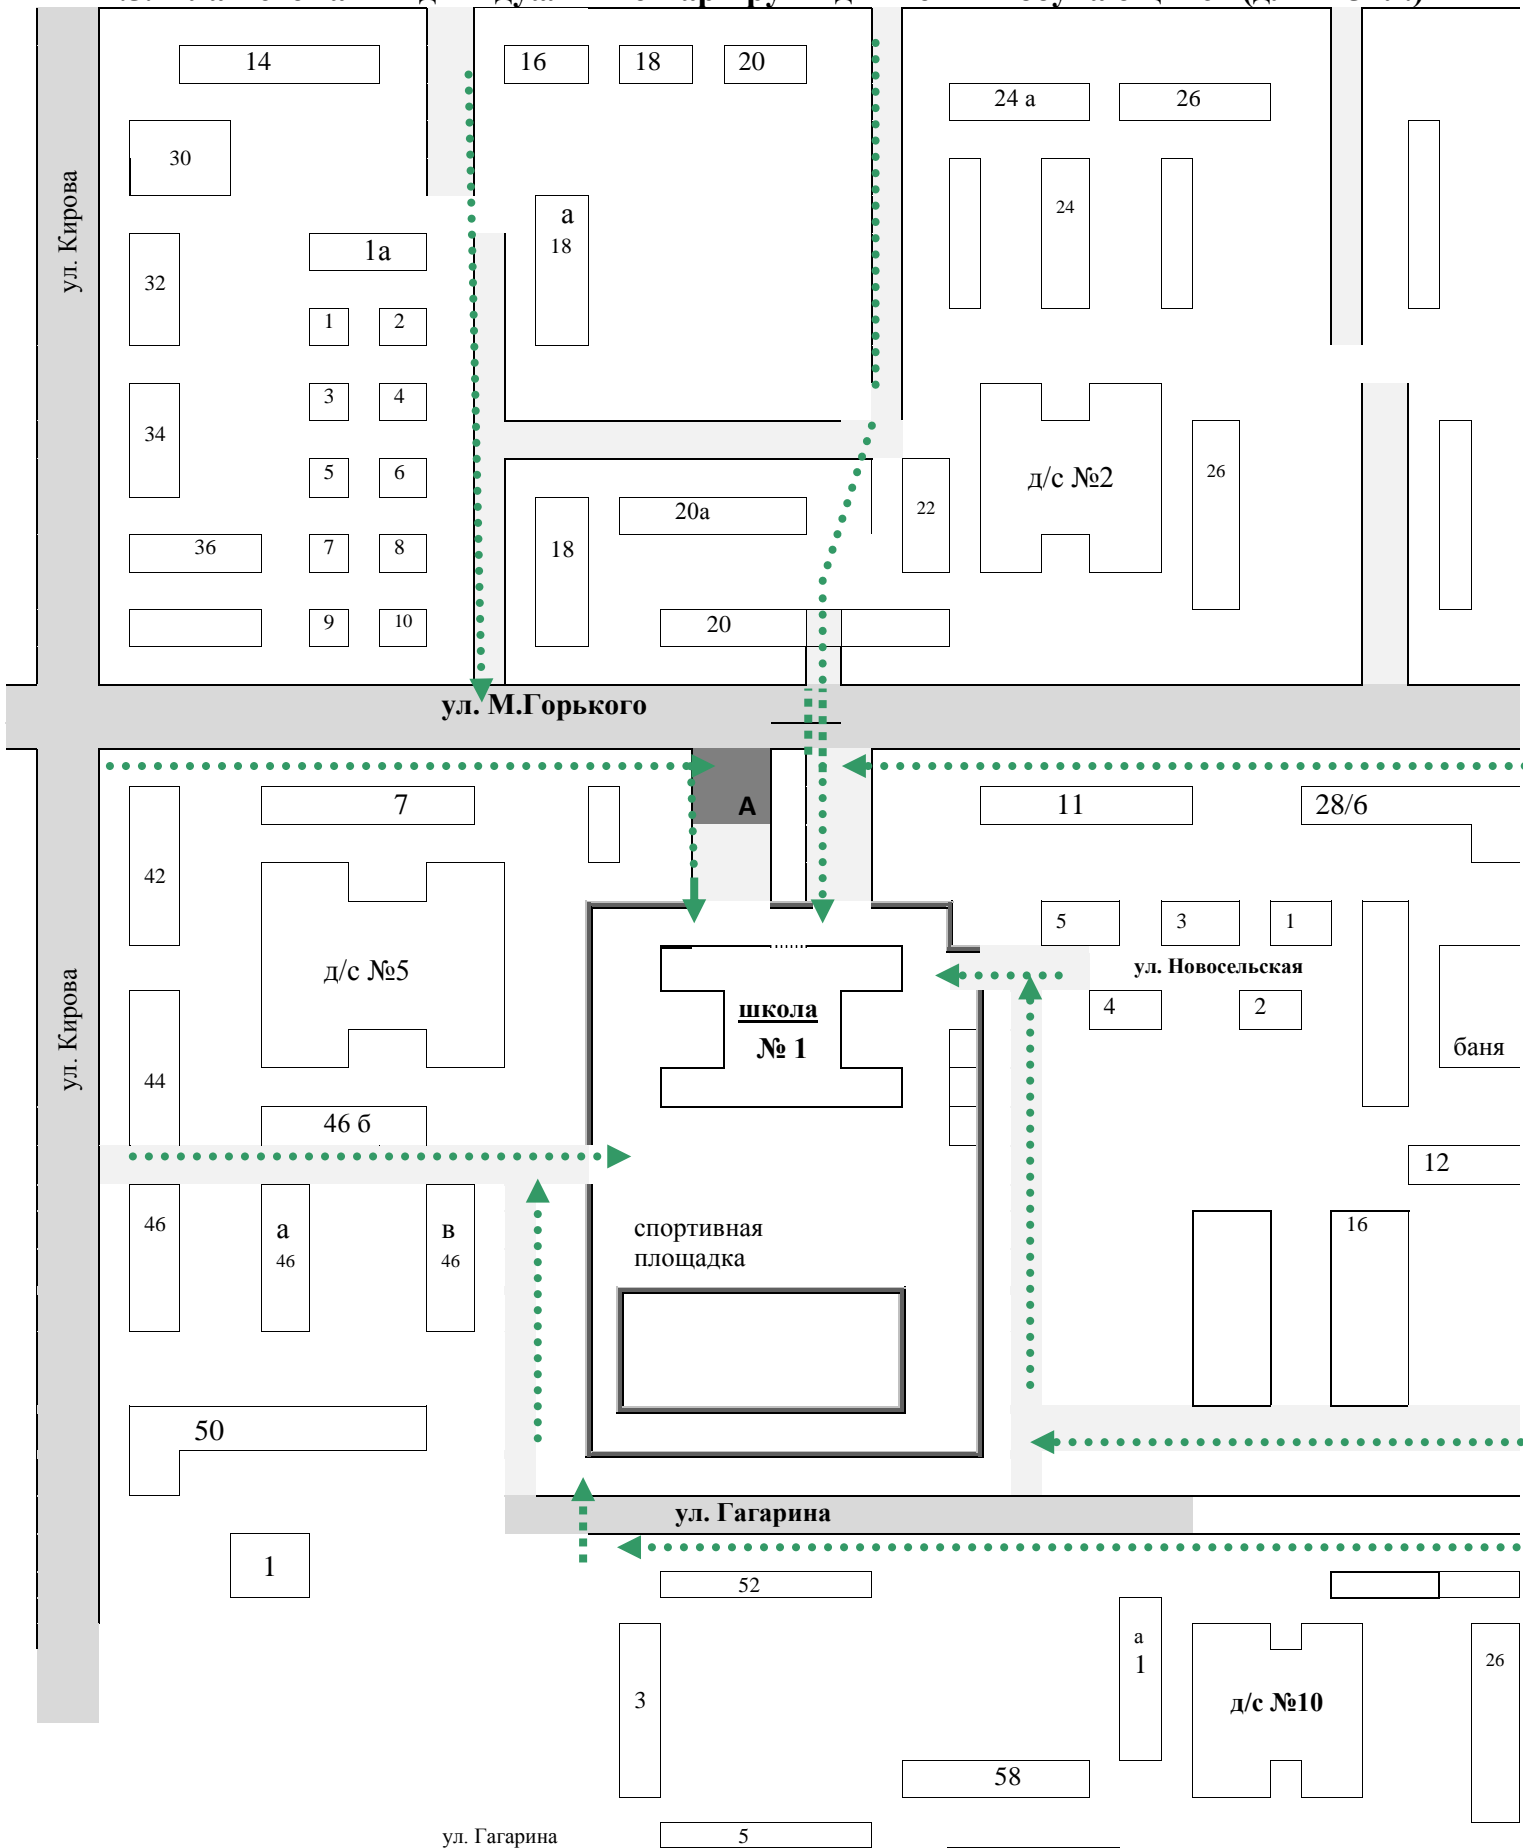 14
16
18
20
24 а
26
30
ул. Кирова
а
18
24
1а
32
1
2
3
4
34
5
6
д/с №2
26
20а
22
36
7
8
18
9
10
20
ул. М.Горького
А
7
11
28/6
42
5
3
1
д/с №5
ул. Новосельская
ул. Кирова
школа
№ 1
4
2
баня
44
46 б
12
46
а
46
в
46
спортивная
площадка
16
50
ул. Гагарина
1
52
а
1
26
3
д/с №10
58
ул. Гагарина
5